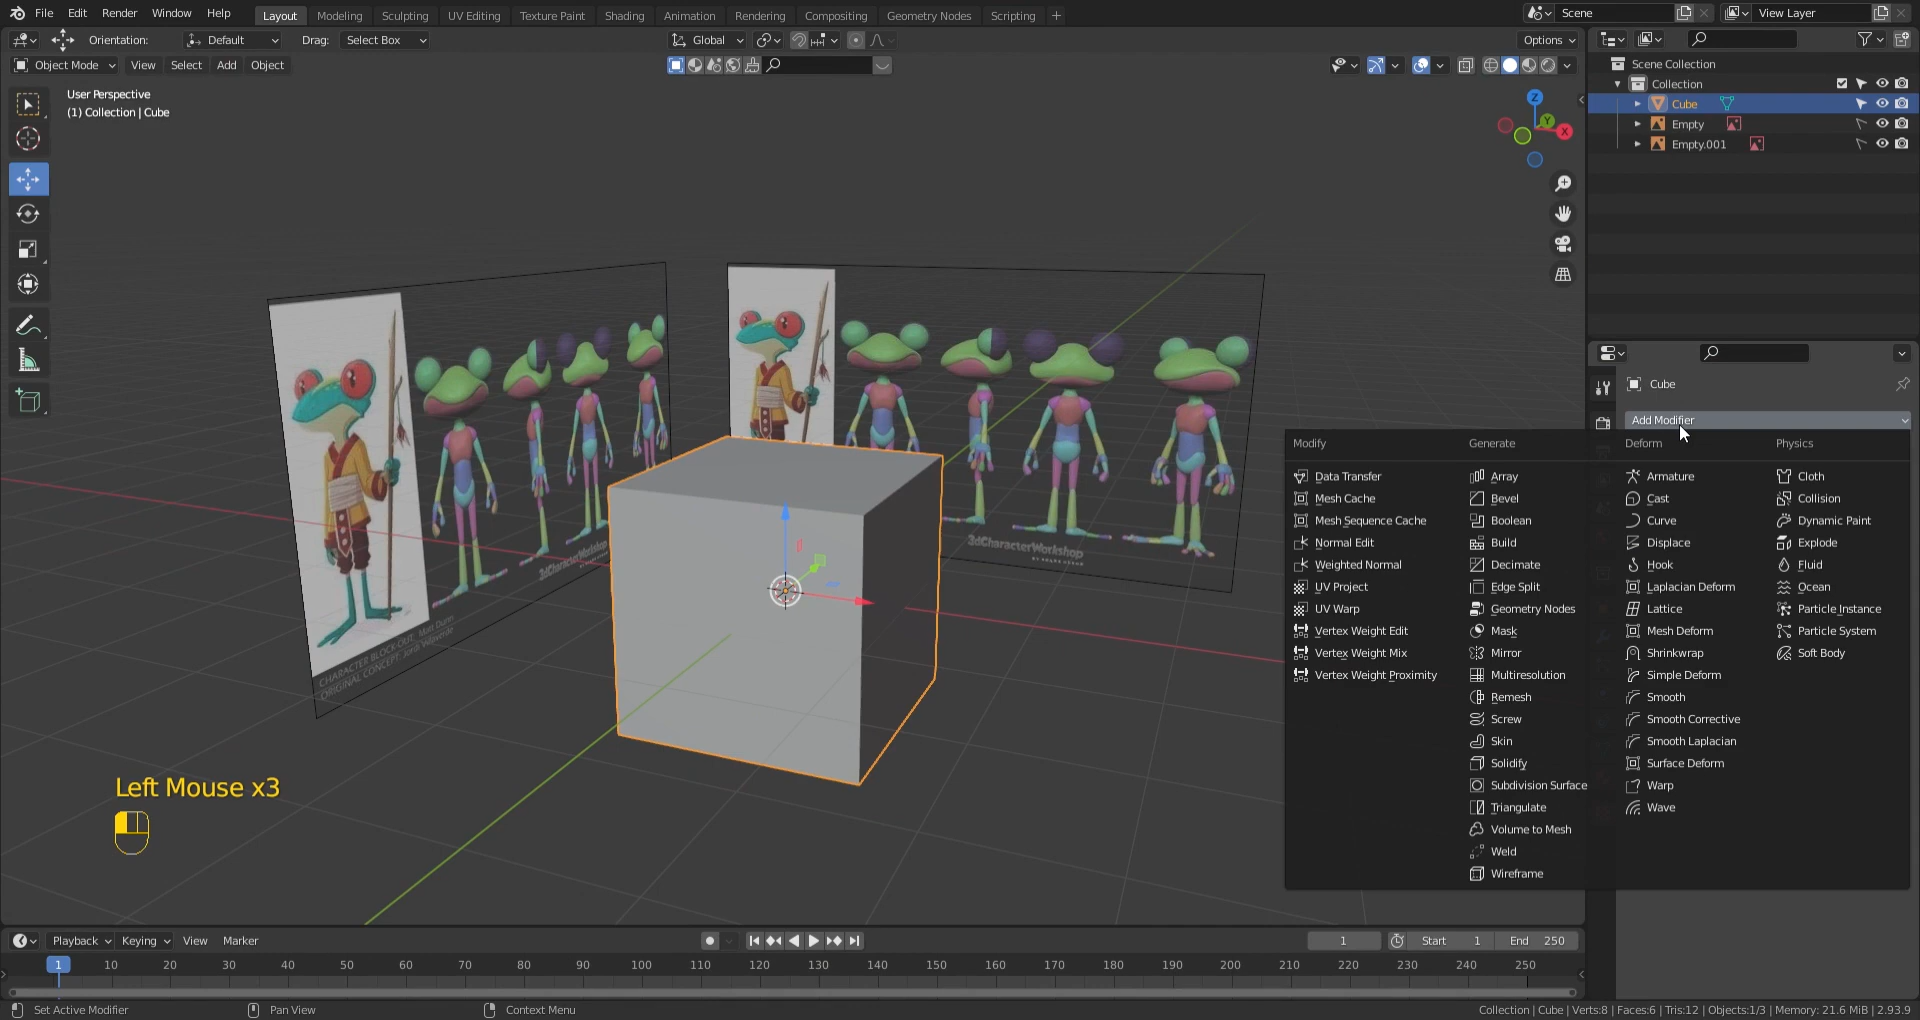 File Edit Render Window Help Layout Modeling Sculpting UV Editing Texture Paint Shading Animation Rendering Compositing Geometry Nodes Scripting + Scene View Layer
Orientation: Default Drag: Select Box Global Options
Object Mode View Select Add Object
User Perspective
(1) Collection | Cube
Z
Y
X
Scene Collection
Collection
Cube
Empty
Empty.001
Cube
Add Modifier
Modify
Data Transfer
Mesh Cache
Mesh Sequence Cache
Normal Edit
Weighted Normal
UV Project
UV Warp
Vertex Weight Edit
Vertex Weight Mix
Vertex Weight Proximity
Generate
Array
Bevel
Boolean
Build
Decimate
Edge Split
Geometry Nodes
Mask
Mirror
Multiresolution
Remesh
Screw
Skin
Solidify
Subdivision Surface
Triangulate
Volume to Mesh
Weld
Wireframe
Deform
Armature
Cast
Curve
Displace
Hook
Laplacian Deform
Lattice
Mesh Deform
Shrinkwrap
Simple Deform
Smooth
Smooth Corrective
Smooth Laplacian
Surface Deform
Warp
Wave
Physics
Cloth
Collision
Dynamic Paint
Explode
Fluid
Ocean
Particle Instance
Particle System
Soft Body
3dCharacterWorkshop
3dCharacterWorkshop
CHARACTER BLOCK OUT: Matt Dunn
ORIGINAL CONCEPT: Jordi Villaverde
Left Mouse x3
Playback Keying View Marker 1 Start 1 End 250
1 10 20 30 40 50 60 70 80 90 100 110 120 130 140 150 160 170 180 190 200 210 220 230 240 250
Set Active Modifier Pan View Context Menu Collection | Cube | Verts:8 | Faces:6 | Tris:12 | Objects:1/3 | Memory: 21.6 MiB | 2.93.9